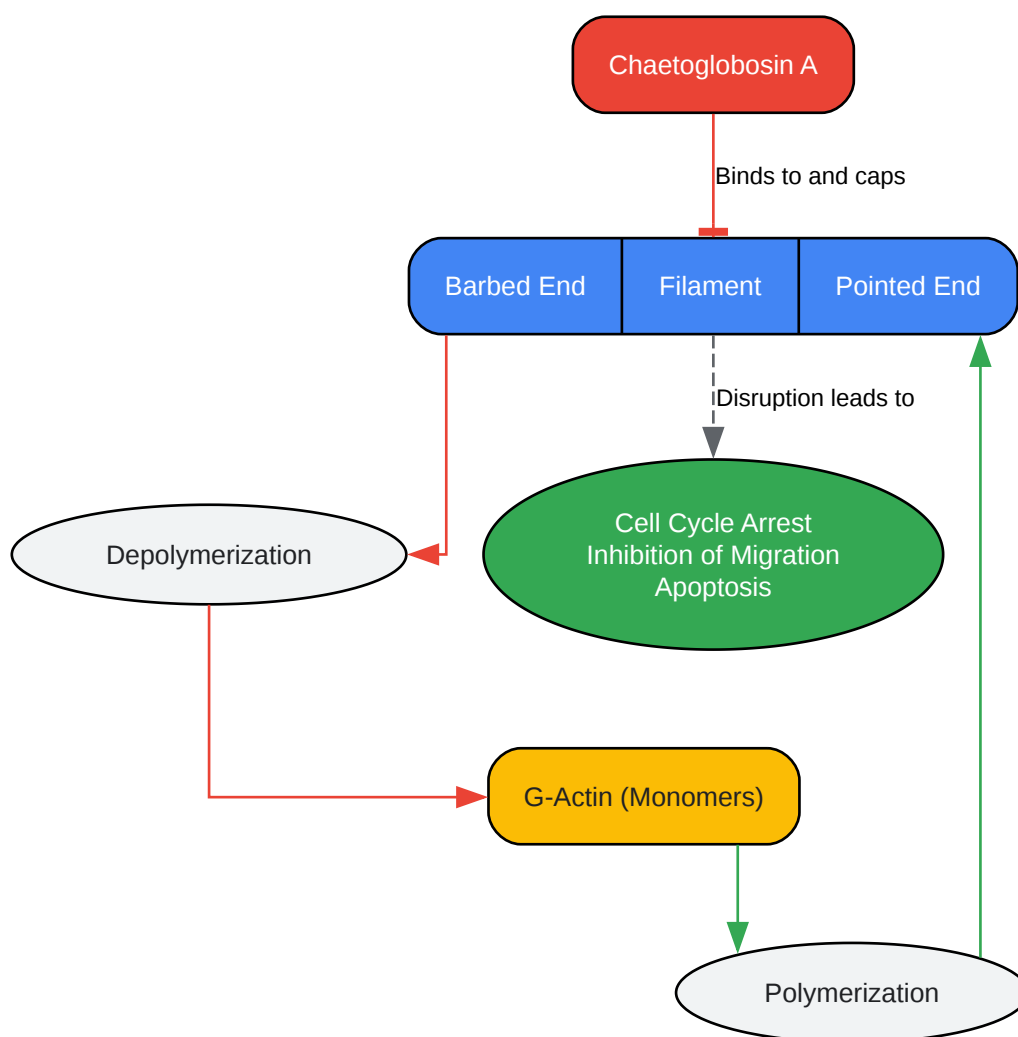 Chaetoglobosin A
Binds to and caps
Barbed End
Filament
Pointed End
Disruption leads to
Cell Cycle Arrest
Inhibition of Migration
Apoptosis
Depolymerization
G-Actin (Monomers)
Polymerization